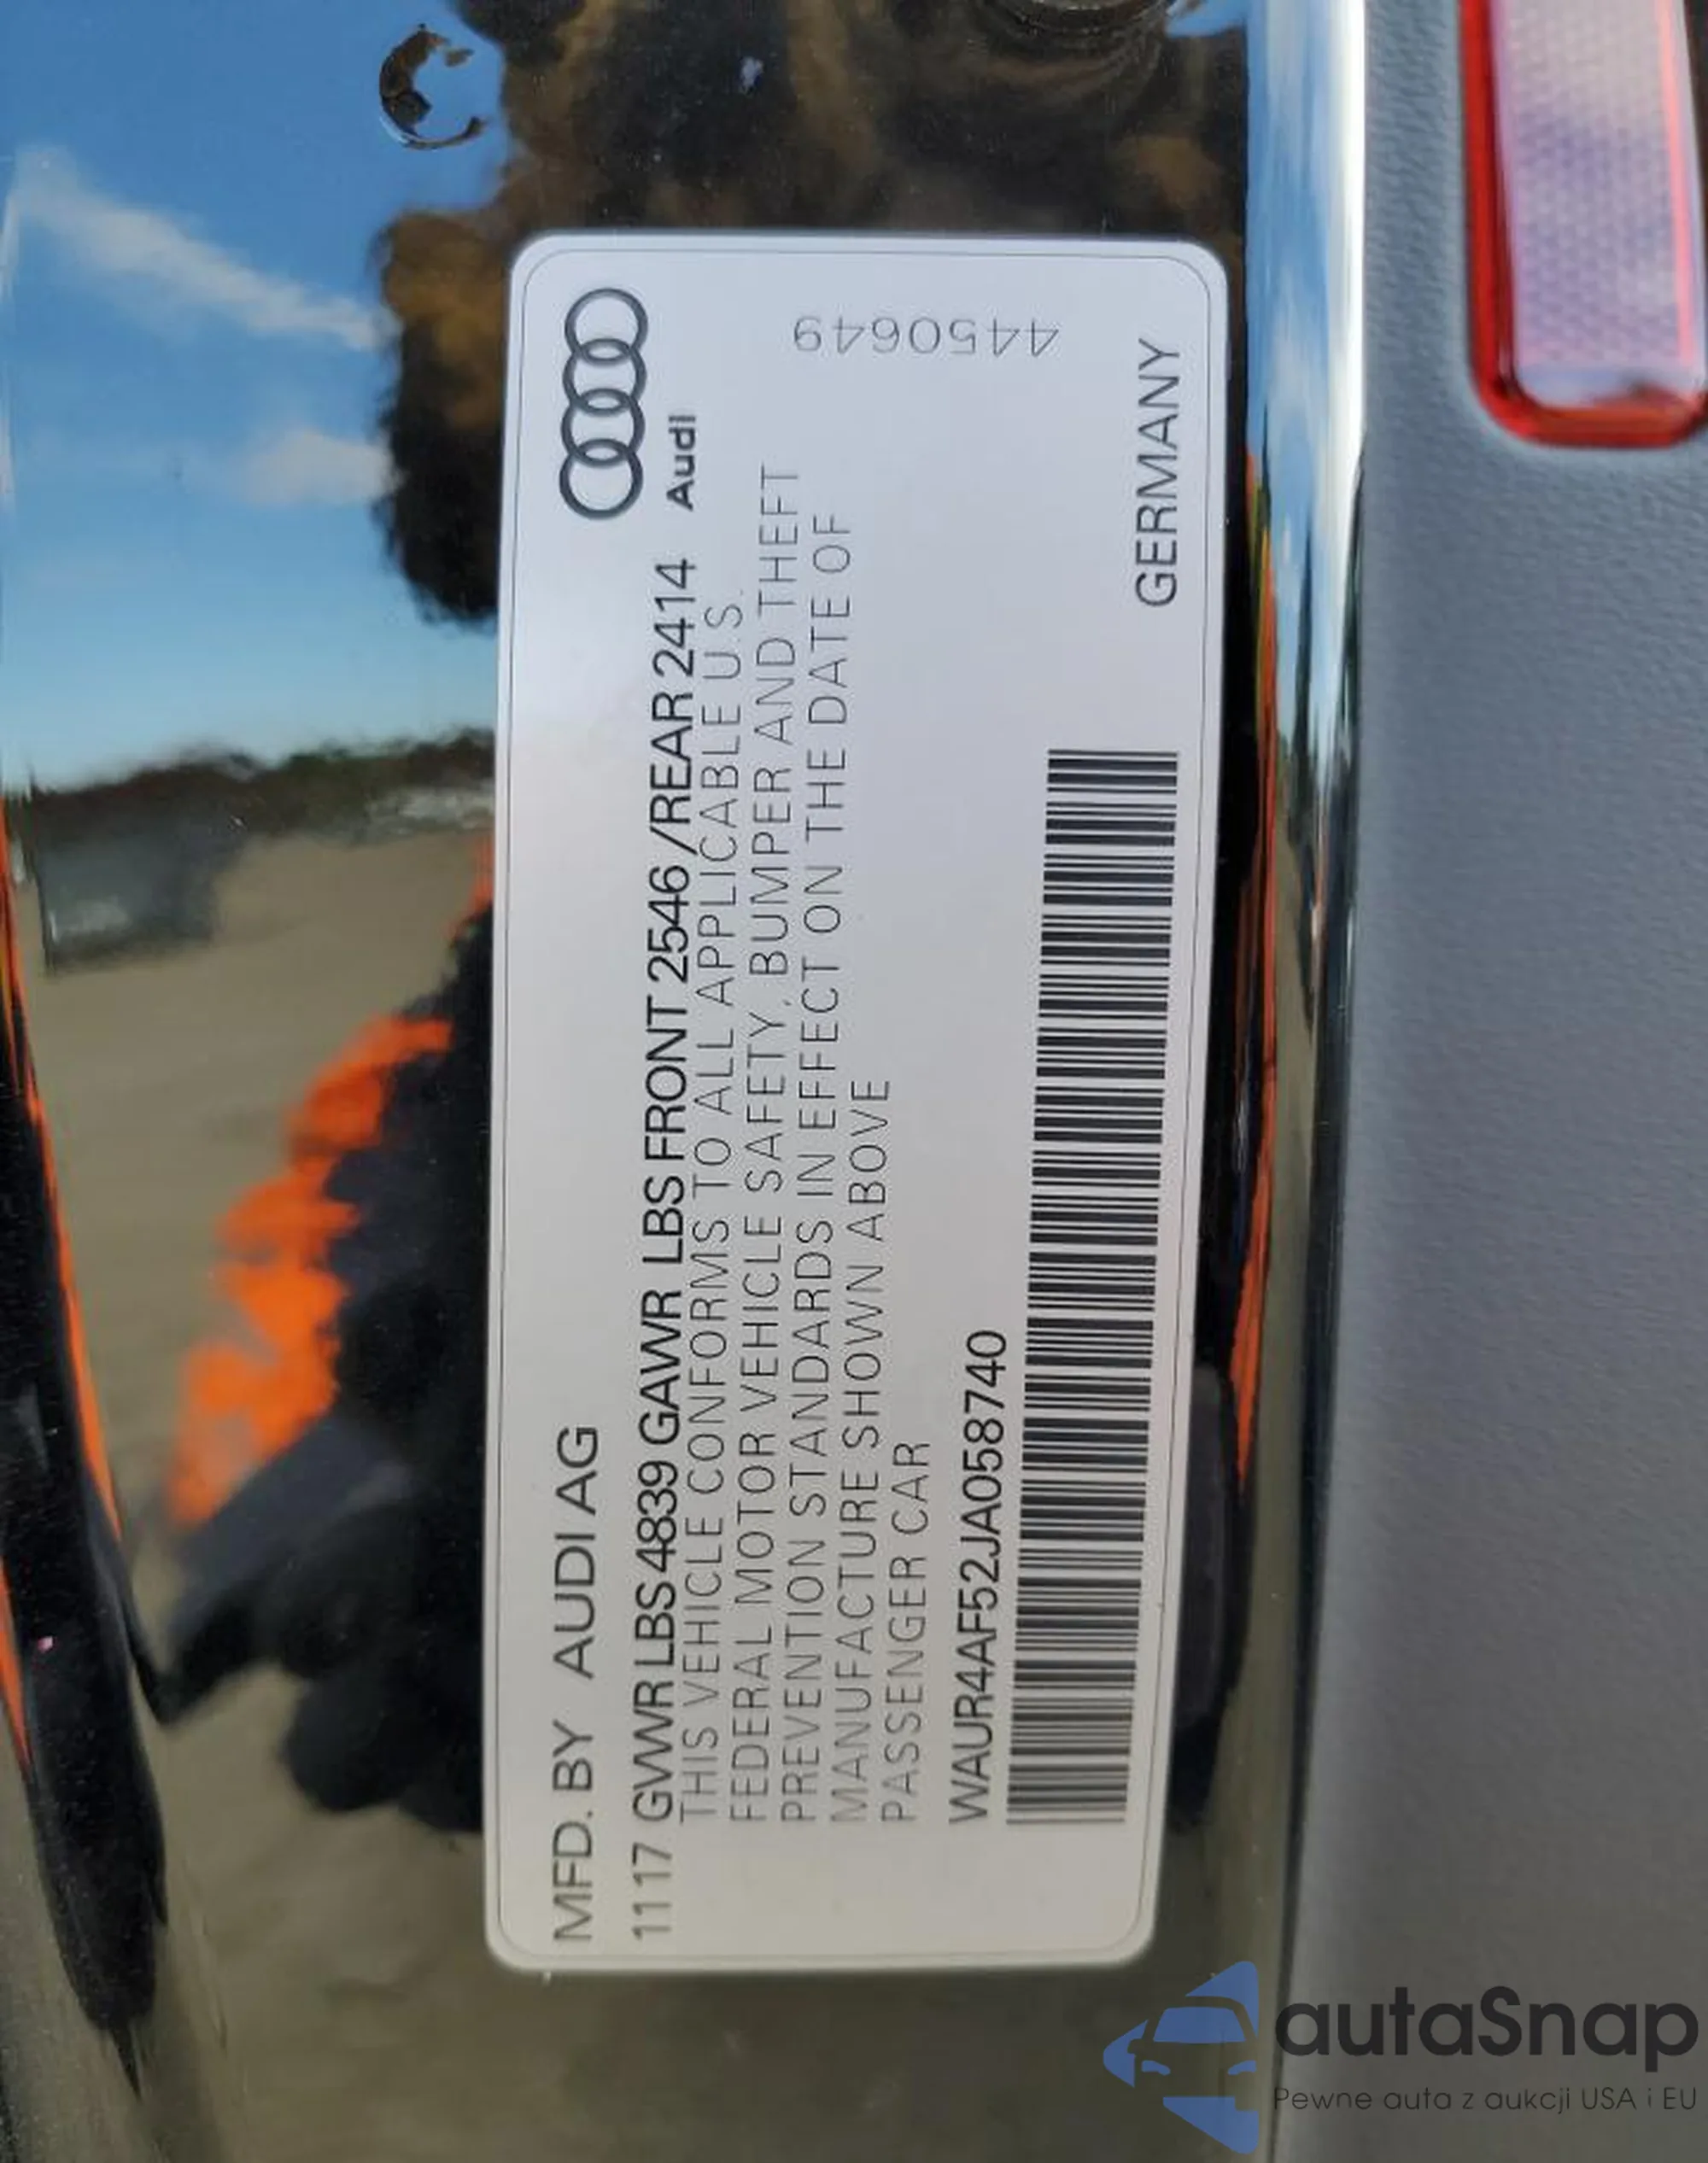 MFD. BY AUDI AG
1117 GVWR LBS 4839 GAWR LBS FRONT 2546 / REAR 2414
Audi
THIS VEHICLE CONFORMS TO ALL APPLICABLE U.S.
FEDERAL MOTOR VEHICLE SAFETY, BUMPER AND THEFT
PREVENTION STANDARDS IN EFFECT ON THE DATE OF
MANUFACTURE SHOWN ABOVE
PASSENGER CAR
4450649
WAUR4AF52JA058740
GERMANY
autaSnap
Pewne auta z aukcji USA i EU